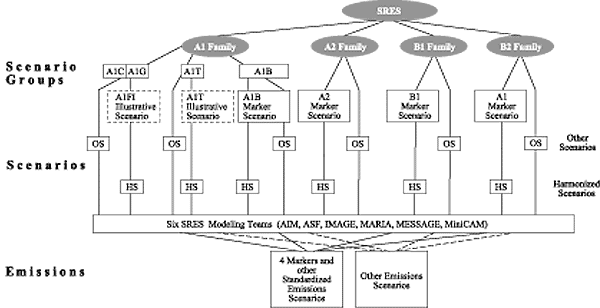 SRES
A1 Family
A2 Family
B1 Family
B2 Family
Scenario
Groups
A1C
A1G
A1T
A1B
A1FI
Illustrative
Scenario
A1T
Illustrative
Scenario
A1B
Marker
Scenario
A2
Marker
Scenario
B1
Marker
Scenario
A1
Marker
Scenario
OS
OS
OS
OS
OS
OS
Other
Scenarios
Scenarios
HS
HS
HS
HS
HS
HS
Harmonized
Scenarios
Six SRES Modeling Teams (AIM, ASF, IMAGE, MARIA, MESSAGE, MiniCAM)
Emissions
4 Markers and
other
Standardized
Emissions
Scenarios
Other Emissions
Scenarios